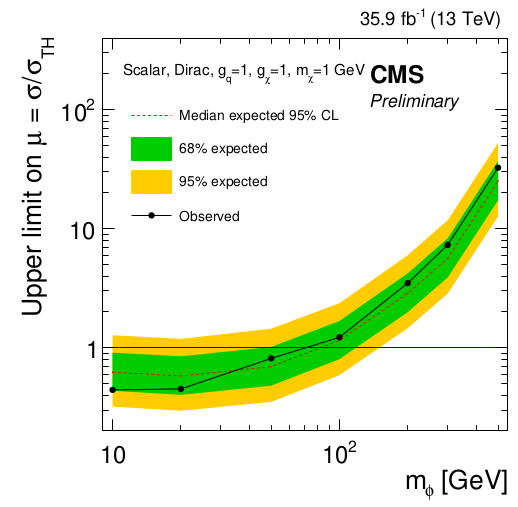 35.9 fb⁻¹ (13 TeV)
Upper limit on μ = σ/σ_TH
Scalar, Dirac, g_q=1, g_χ=1, m_χ=1 GeV
CMS
Preliminary
Median expected 95% CL
68% expected
95% expected
Observed
10²
10
1
10
10²
m_ϕ [GeV]